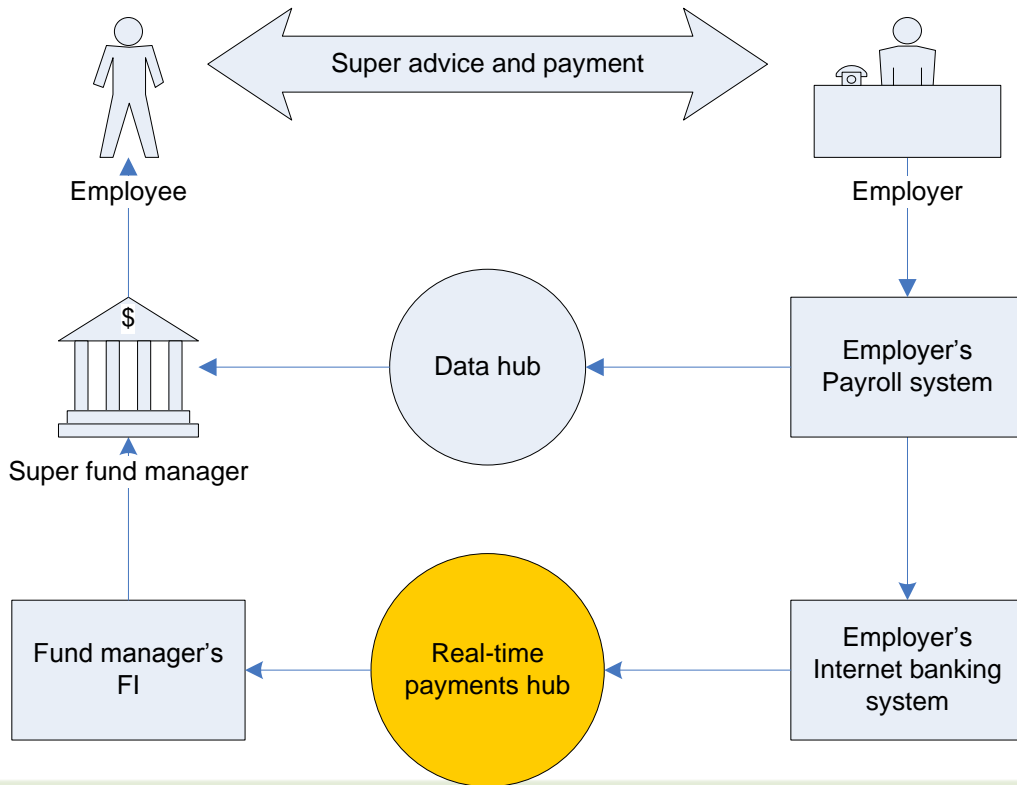 Super advice and payment
Employee
Employer
$
Data hub
Employer’s
Payroll system
Super fund manager
Fund manager’s
FI
Real-time
payments hub
Employer’s
Internet banking
system